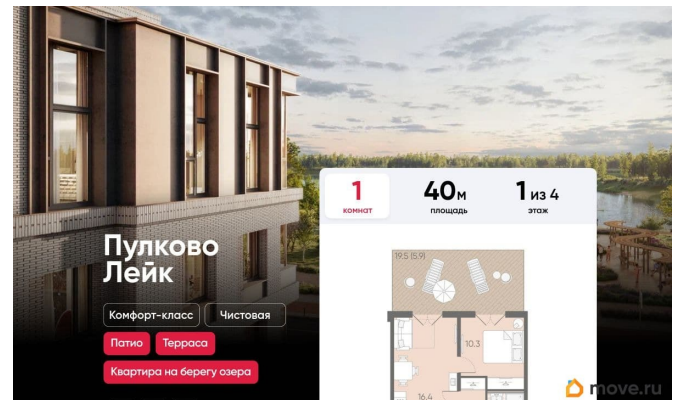 1
комнат
40м
площадь
1 из 4
этаж
Пулково
Лейк
Комфорт-класс
Чистовая
Патио
Терраса
Квартира на берегу озера
19.5 (5.9)
10.3
16.4
move.ru